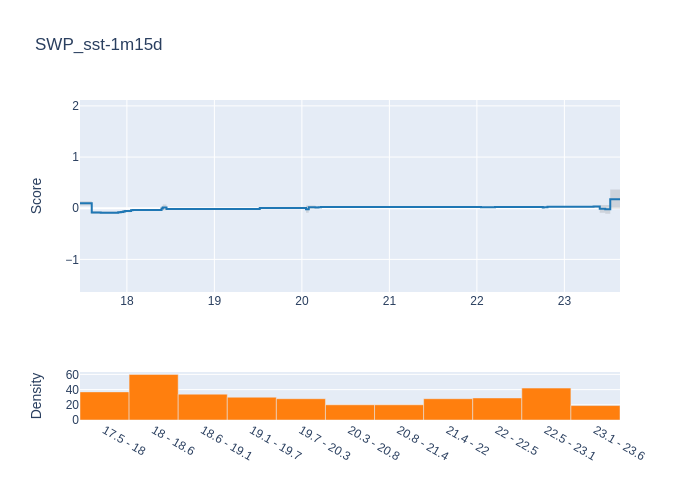 SWP_sst-1m15d
2
1
0
−1
Score
18
19
20
21
22
23
60
40
20
0
Density
17.5 - 18
18 - 18.6
18.6 - 19.1
19.1 - 19.7
19.7 - 20.3
20.3 - 20.8
20.8 - 21.4
21.4 - 22
22 - 22.5
22.5 - 23.1
23.1 - 23.6